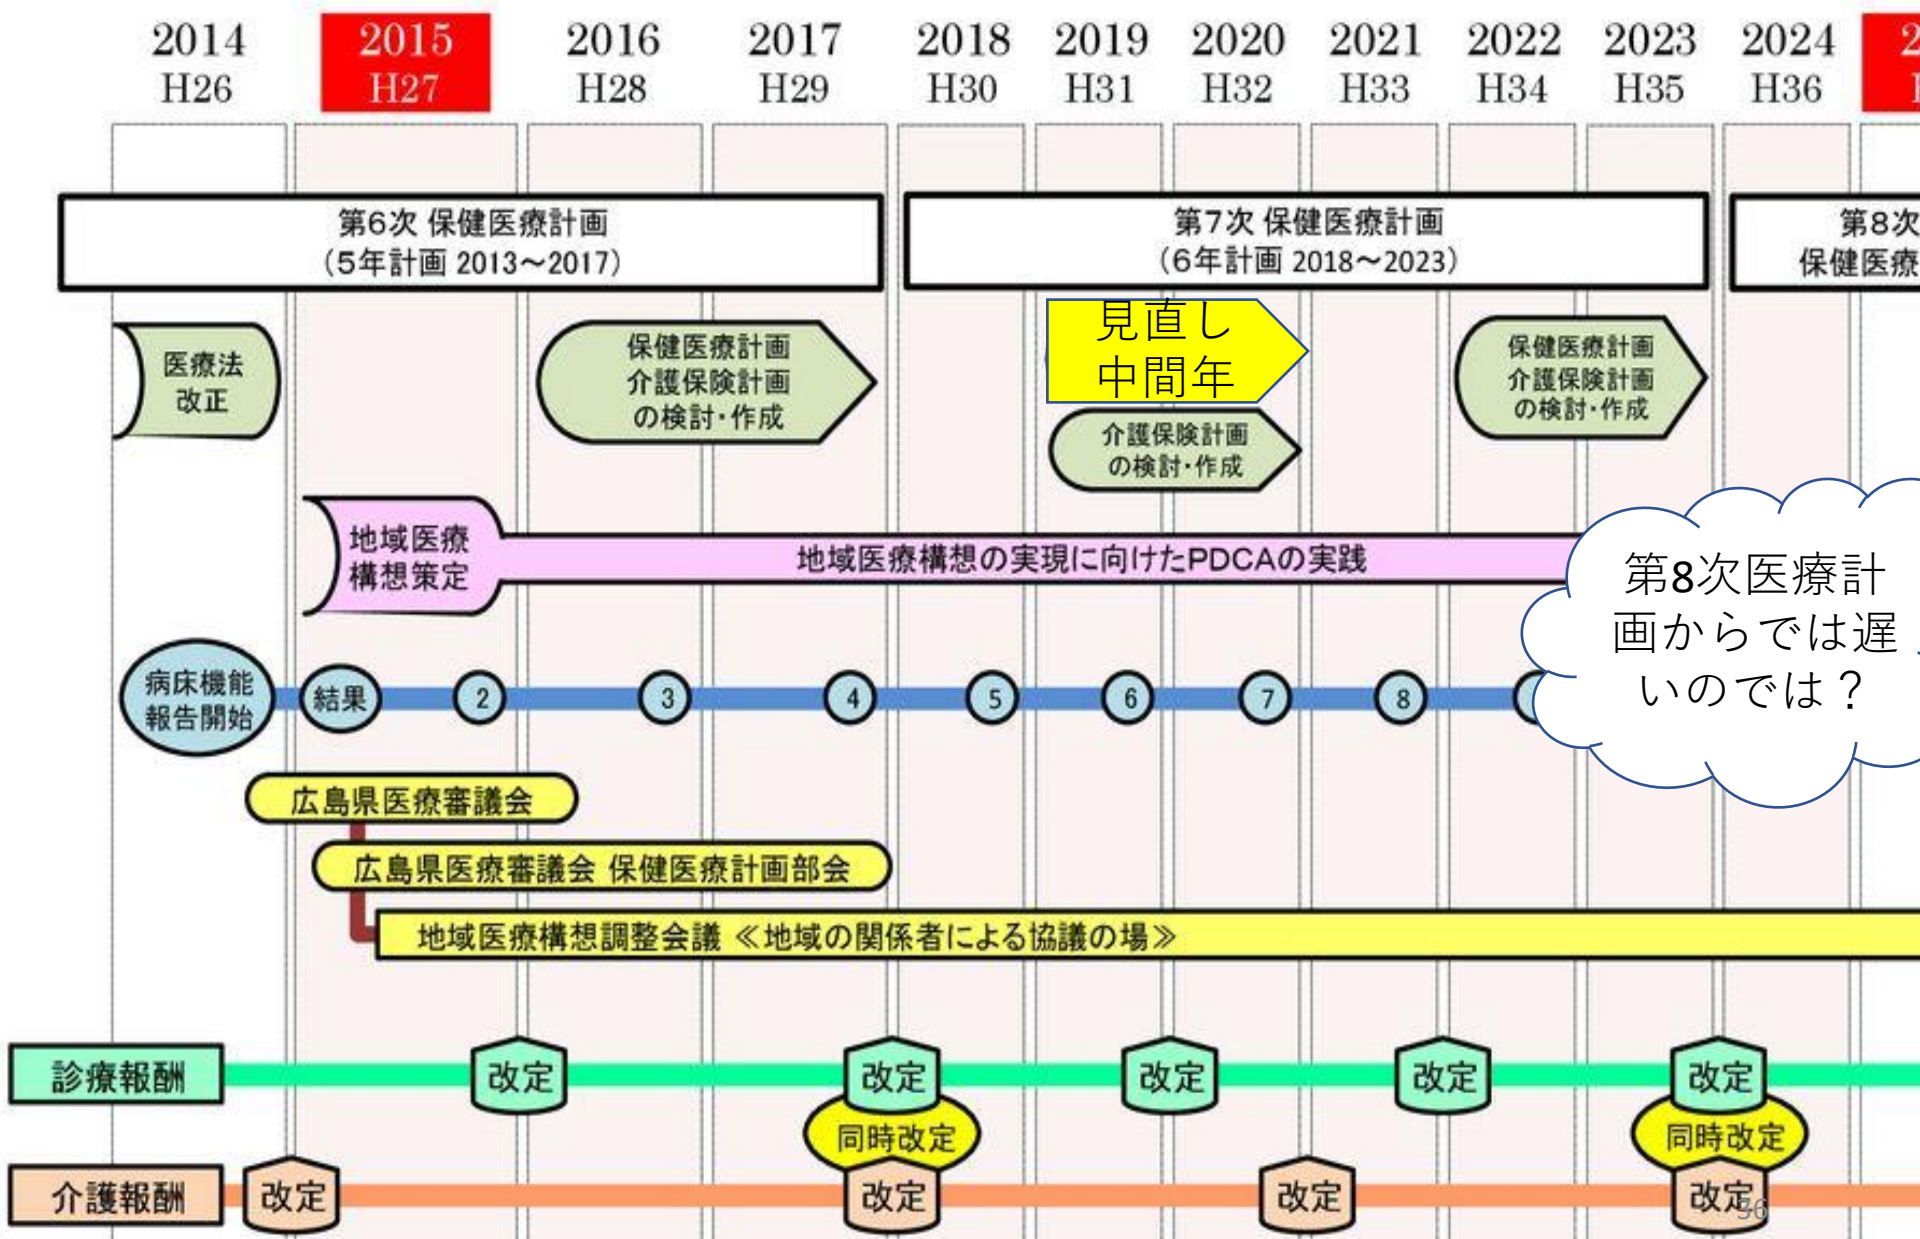 2014 2015 2016 2017 2018 2019 2020 2021 2022 2023 2024 2
H26 H27 H28 H29 H30 H31 H32 H33 H34 H35 H36
第6次 保健医療計画
（5年計画 2013～2017）
第7次 保健医療計画
（6年計画 2018～2023）
第8次
保健医療
医療法
改正
保健医療計画
介護保険計画
の検討・作成
見直し
中間年
介護保険計画
の検討・作成
保健医療計画
介護保険計画
の検討・作成
地域医療
構想策定
地域医療構想の実現に向けたPDCAの実践
第8次医療計
画からでは遅
いのでは？
病床機能
報告開始
結果 2 3 4 5 6 7 8
広島県医療審議会
広島県医療審議会 保健医療計画部会
地域医療構想調整会議 ≪地域の関係者による協議の場≫
診療報酬 改定 改定 改定 改定 改定
同時改定 同時改定
介護報酬 改定 改定 改定 改定
36